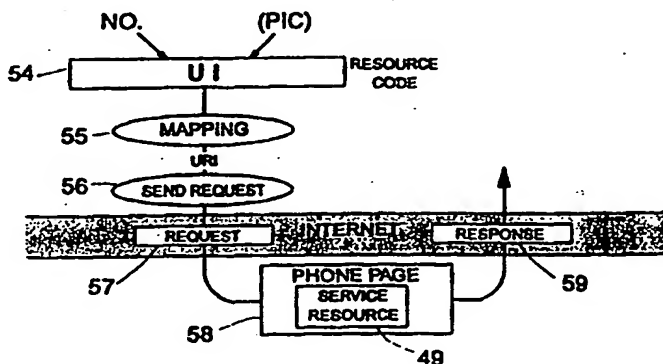 NO. (PIC)
54 UI RESOURCE CODE
55 MAPPING
URI
56 SEND REQUEST
REQUEST INTERNET RESPONSE
57 59
PHONE PAGE
SERVICE RESOURCE
58
49